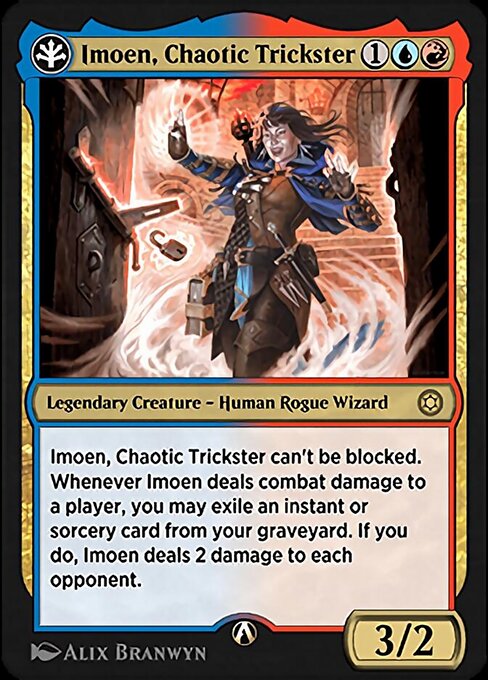 Imoen, Chaotic Trickster 1
Legendary Creature – Human Rogue Wizard
Imoen, Chaotic Trickster can't be blocked.
Whenever Imoen deals combat damage to
a player, you may exile an instant or
sorcery card from your graveyard. If you
do, Imoen deals 2 damage to each
opponent.
3/2
Alix Branwyn